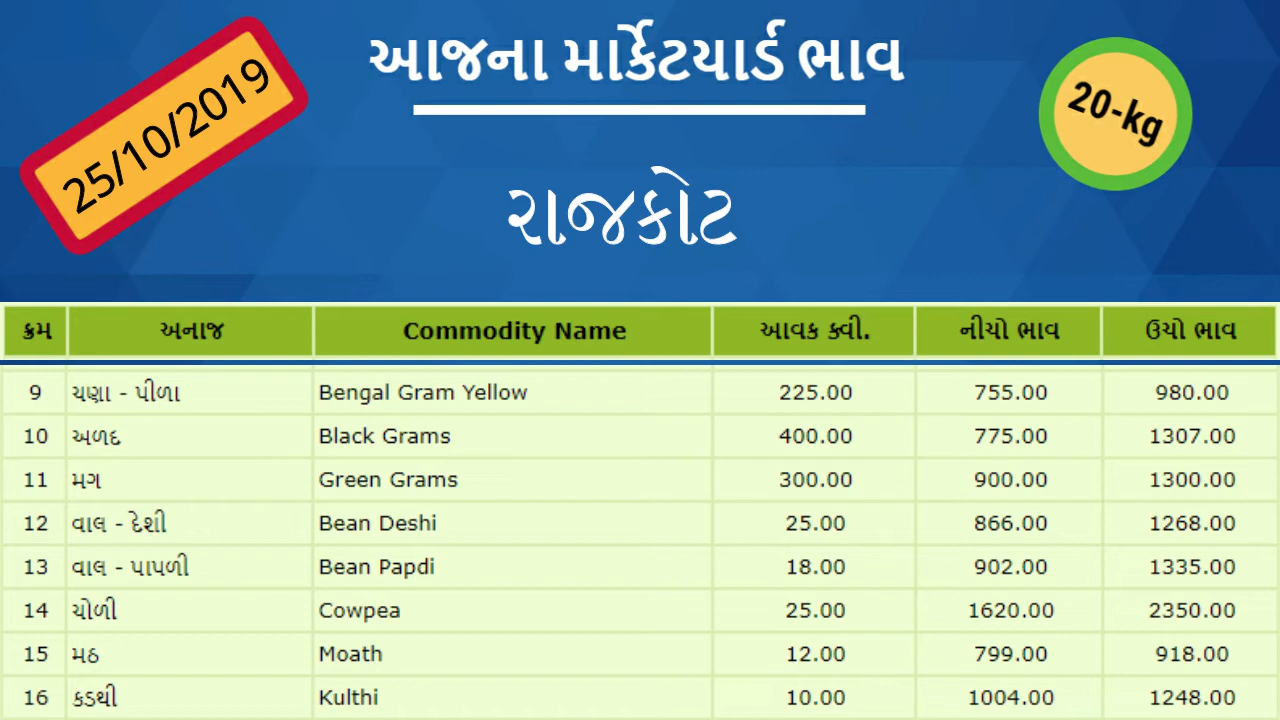 25/10/2019
આજના માર્કેટયાર્ડ ભાવ
20-kg
રાજકોટ
ક્રમ અનાજ Commodity Name આવક ક્વી. નીચો ભાવ ઉચો ભાવ
9 ચણા - પીળા Bengal Gram Yellow 225.00 755.00 980.00
10 અળદ Black Grams 400.00 775.00 1307.00
11 મગ Green Grams 300.00 900.00 1300.00
12 વાલ - દેશી Bean Deshi 25.00 866.00 1268.00
13 વાલ - પાપળી Bean Papdi 18.00 902.00 1335.00
14 ચોળી Cowpea 25.00 1620.00 2350.00
15 મઠ Moath 12.00 799.00 918.00
16 કડથી Kulthi 10.00 1004.00 1248.00